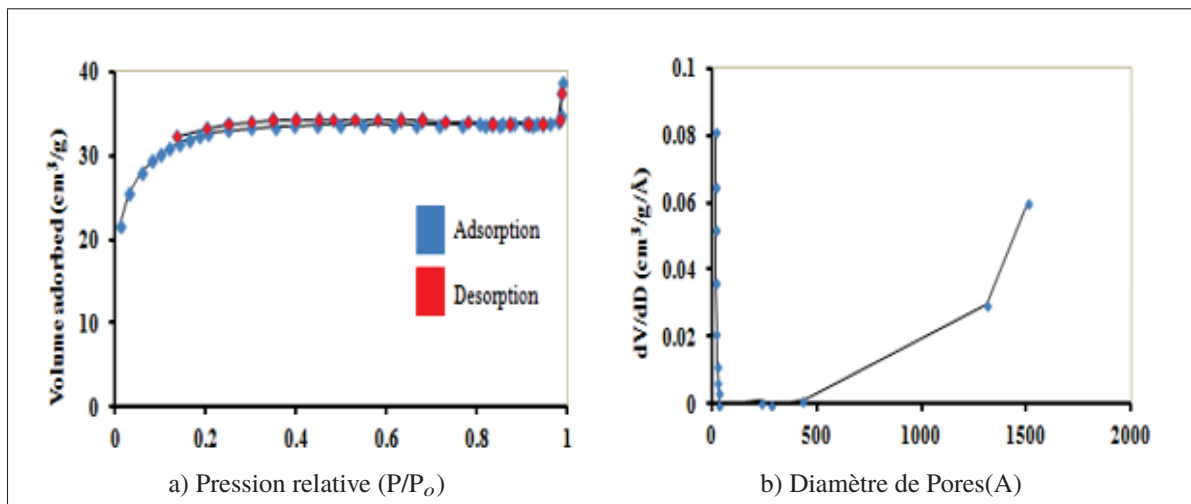 40
30
20
10
0
Volume adorbed (cm³/g)
Adsorption
Desorption
0 0.2 0.4 0.6 0.8 1
a) Pression relative (P/Pₒ)
0.1
0.08
0.06
0.04
0.02
0
dV/dD (cm³/g/Å)
0 500 1000 1500 2000
b) Diamètre de Pores(A)